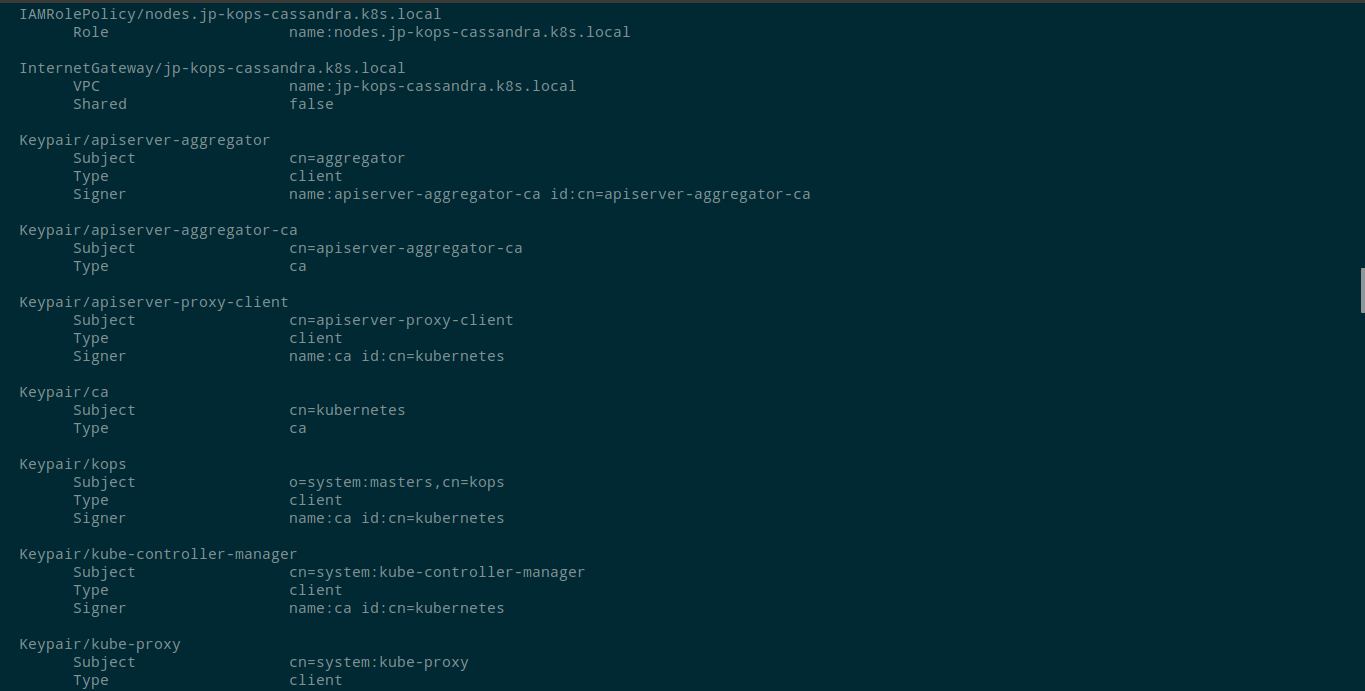 IAMRolePolicy/nodes.jp-kops-cassandra.k8s.local
Role name:nodes.jp-kops-cassandra.k8s.local
InternetGateway/jp-kops-cassandra.k8s.local
VPC name:jp-kops-cassandra.k8s.local
Shared false
Keypair/apiserver-aggregator
Subject cn=aggregator
Type client
Signer name:apiserver-aggregator-ca id:cn=apiserver-aggregator-ca
Keypair/apiserver-aggregator-ca
Subject cn=apiserver-aggregator-ca
Type ca
Keypair/apiserver-proxy-client
Subject cn=apiserver-proxy-client
Type client
Signer name:ca id:cn=kubernetes
Keypair/ca
Subject cn=kubernetes
Type ca
Keypair/kops
Subject o=system:masters,cn=kops
Type client
Signer name:ca id:cn=kubernetes
Keypair/kube-controller-manager
Subject cn=system:kube-controller-manager
Type client
Signer name:ca id:cn=kubernetes
Keypair/kube-proxy
Subject cn=system:kube-proxy
Type client